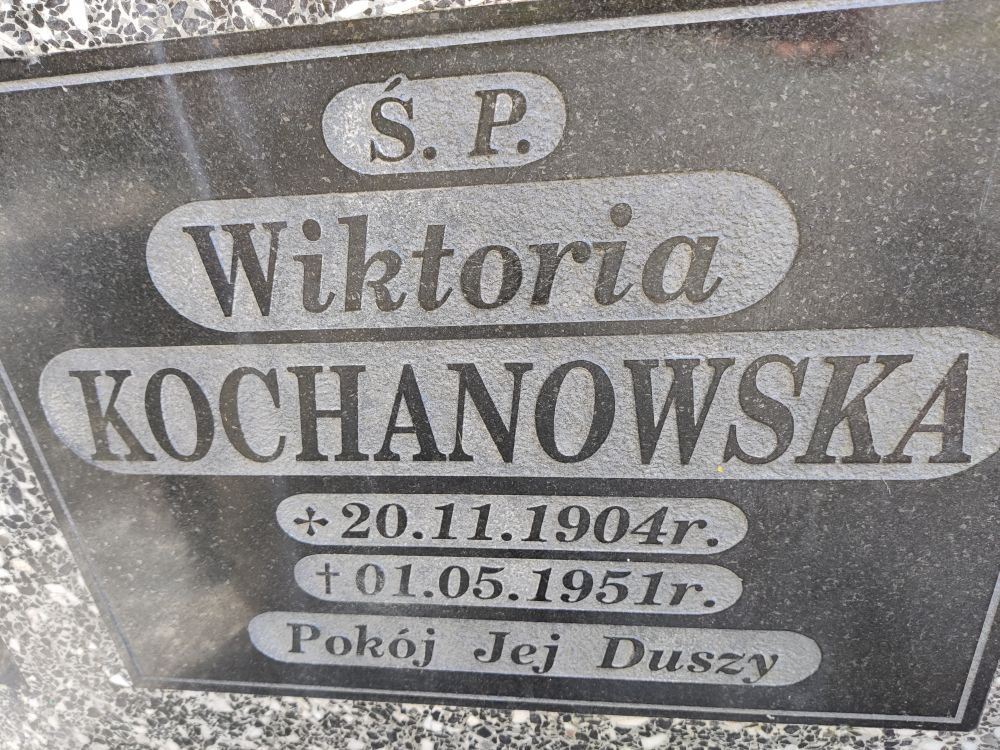 Ś. P.
Wiktoria
KOCHANOWSKA
✢ 20.11.1904r.
† 01.05.1951r.
Pokój Jej Duszy